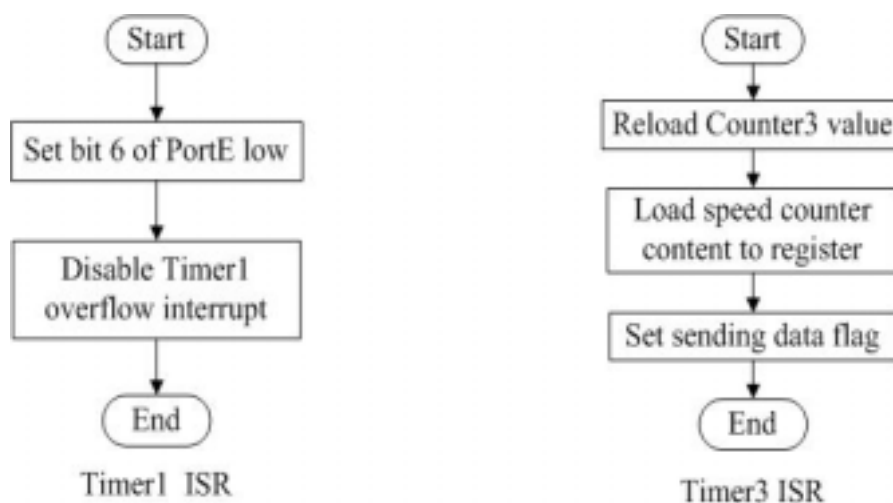 Start
Set bit 6 of PortE low
Disable Timer1
overflow interrupt
End
Timer1 ISR
Start
Reload Counter3 value
Load speed counter
content to register
Set sending data flag
End
Timer3 ISR